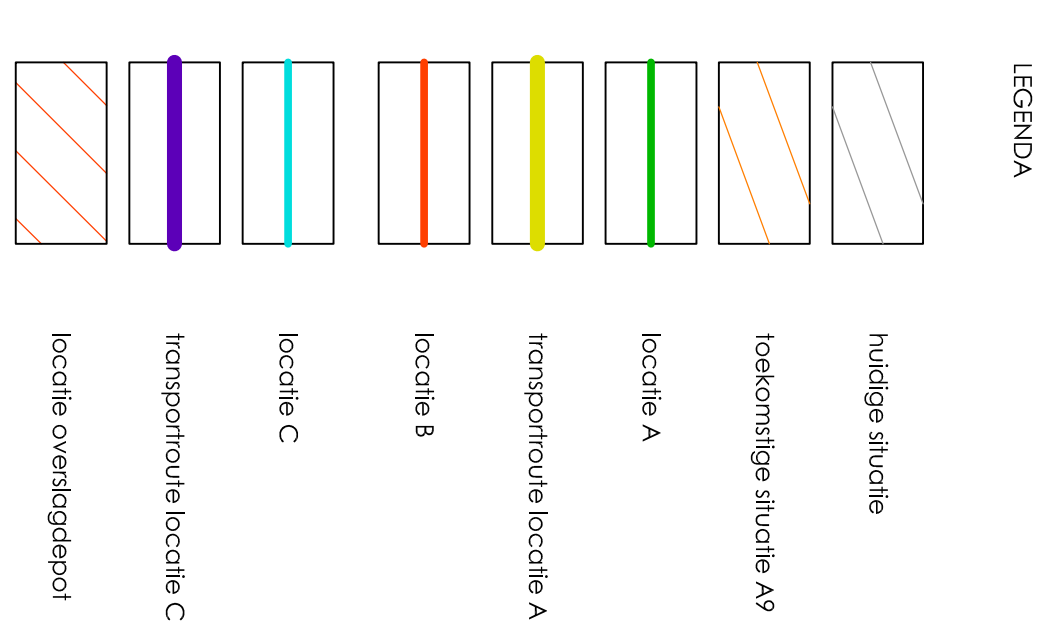 LEGENDA
huidige situatie
toekomstige situatie A9
locatie A
transportroute locatie A
locatie B
locatie C
transportroute locatie C
locatie overslagdepot